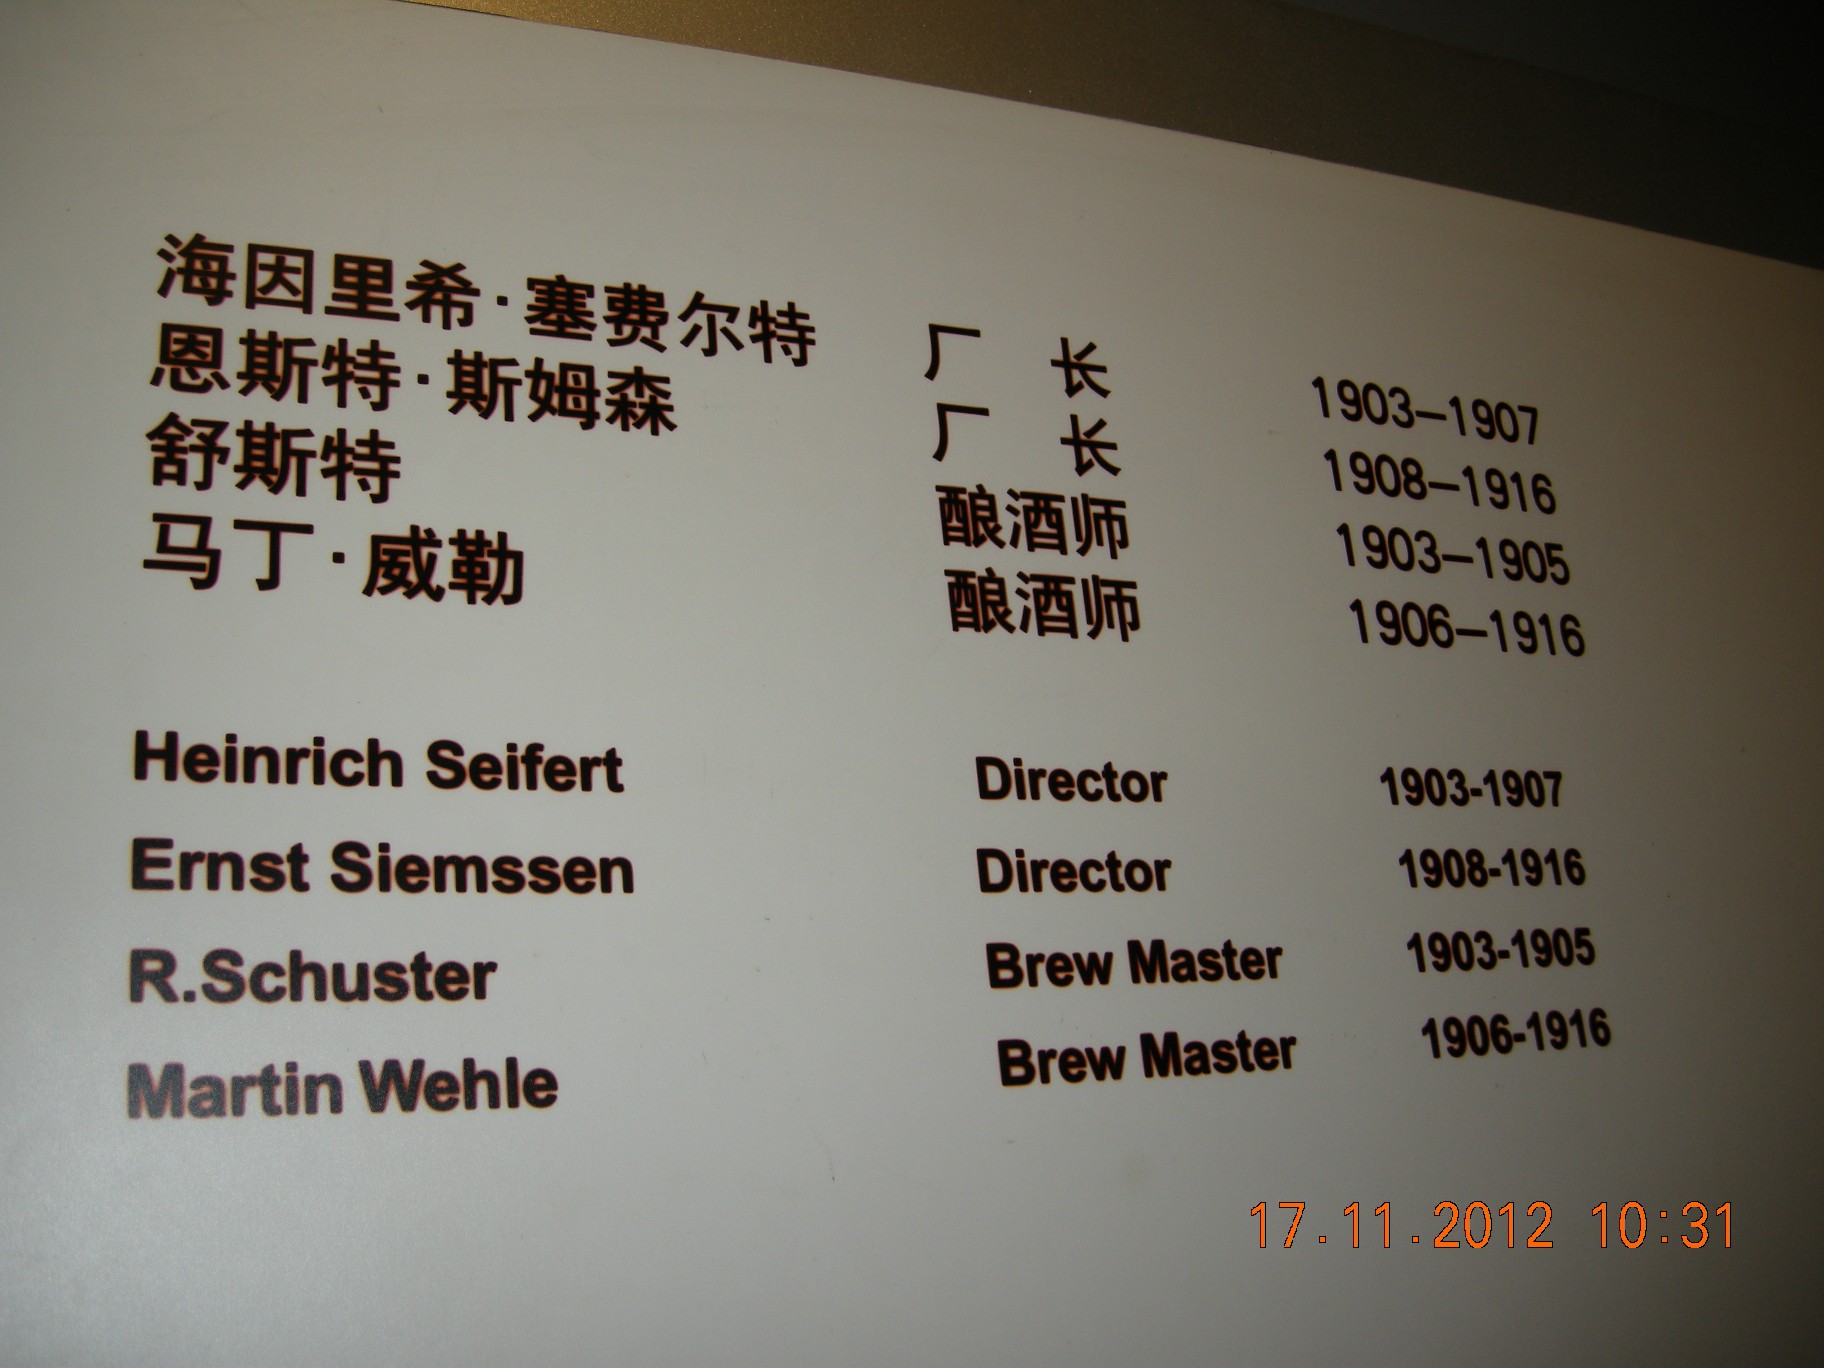 海因里希·塞费尔特 厂 长 1903–1907
恩斯特·斯姆森 厂 长 1908–1916
舒斯特 酿酒师 1903–1905
马丁·威勒 酿酒师 1906–1916
Heinrich Seifert Director 1903-1907
Ernst Siemssen Director 1908-1916
R.Schuster Brew Master 1903-1905
Martin Wehle Brew Master 1906-1916
17.11.2012 10:31